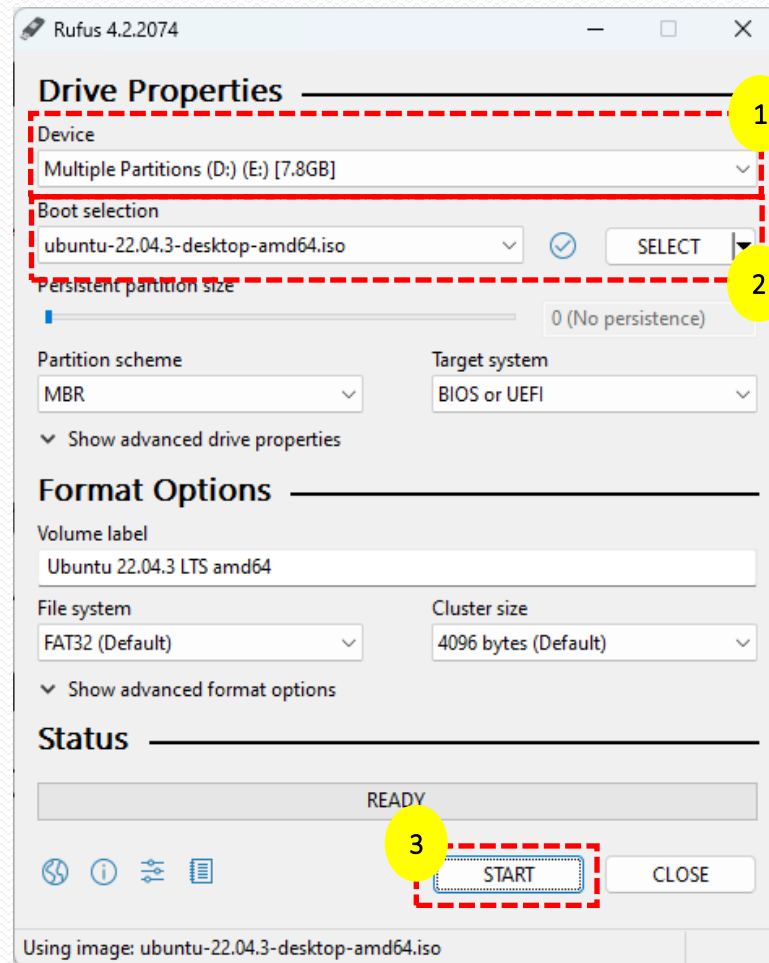 Rufus 4.2.2074
Drive Properties
1
Device
Multiple Partitions (D:) (E:) [7.8GB]
Boot selection
ubuntu-22.04.3-desktop-amd64.iso
SELECT
2
Persistent partition size
0 (No persistence)
Partition scheme
Target system
MBR
BIOS or UEFI
Show advanced drive properties
Format Options
Volume label
Ubuntu 22.04.3 LTS amd64
File system
Cluster size
FAT32 (Default)
4096 bytes (Default)
Show advanced format options
Status
READY
3
START
CLOSE
Using image: ubuntu-22.04.3-desktop-amd64.iso